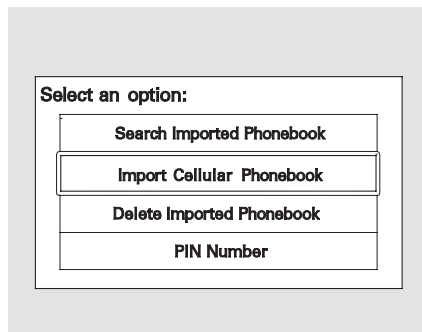 Select an option:
Search Imported Phonebook
Import Cellular Phonebook
Delete Imported Phonebook
PIN Number